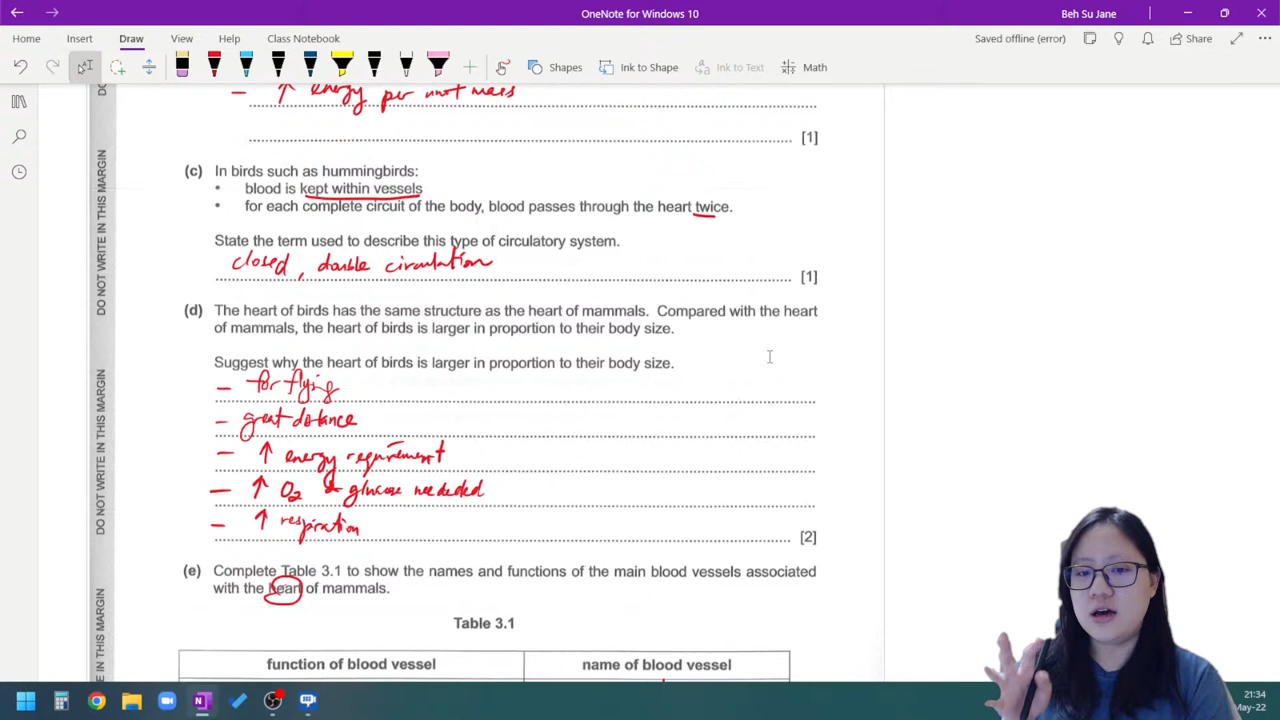 OneNote for Windows 10
Beh Su Jane
Home Insert Draw View Help Class Notebook
Saved offline (error) Share
Shapes Ink to Shape Ink to Text Math
– ↑ energy per unit mass
[1]
(c) In birds such as hummingbirds:
• blood is kept within vessels
• for each complete circuit of the body, blood passes through the heart twice.
State the term used to describe this type of circulatory system.
closed, double circulation
[1]
(d) The heart of birds has the same structure as the heart of mammals. Compared with the heart
of mammals, the heart of birds is larger in proportion to their body size.
Suggest why the heart of birds is larger in proportion to their body size.
– for flying
– great distance
– ↑ energy requirement
– ↑ O2 & glucose needed
– ↑ respiration
[2]
(e) Complete Table 3.1 to show the names and functions of the main blood vessels associated
with the heart of mammals.
Table 3.1
function of blood vessel name of blood vessel
DO NOT WRITE IN THIS MARGIN
DO NOT WRITE IN THIS MARGIN
DO NOT WRITE IN THIS MARGIN
21:34
May-22